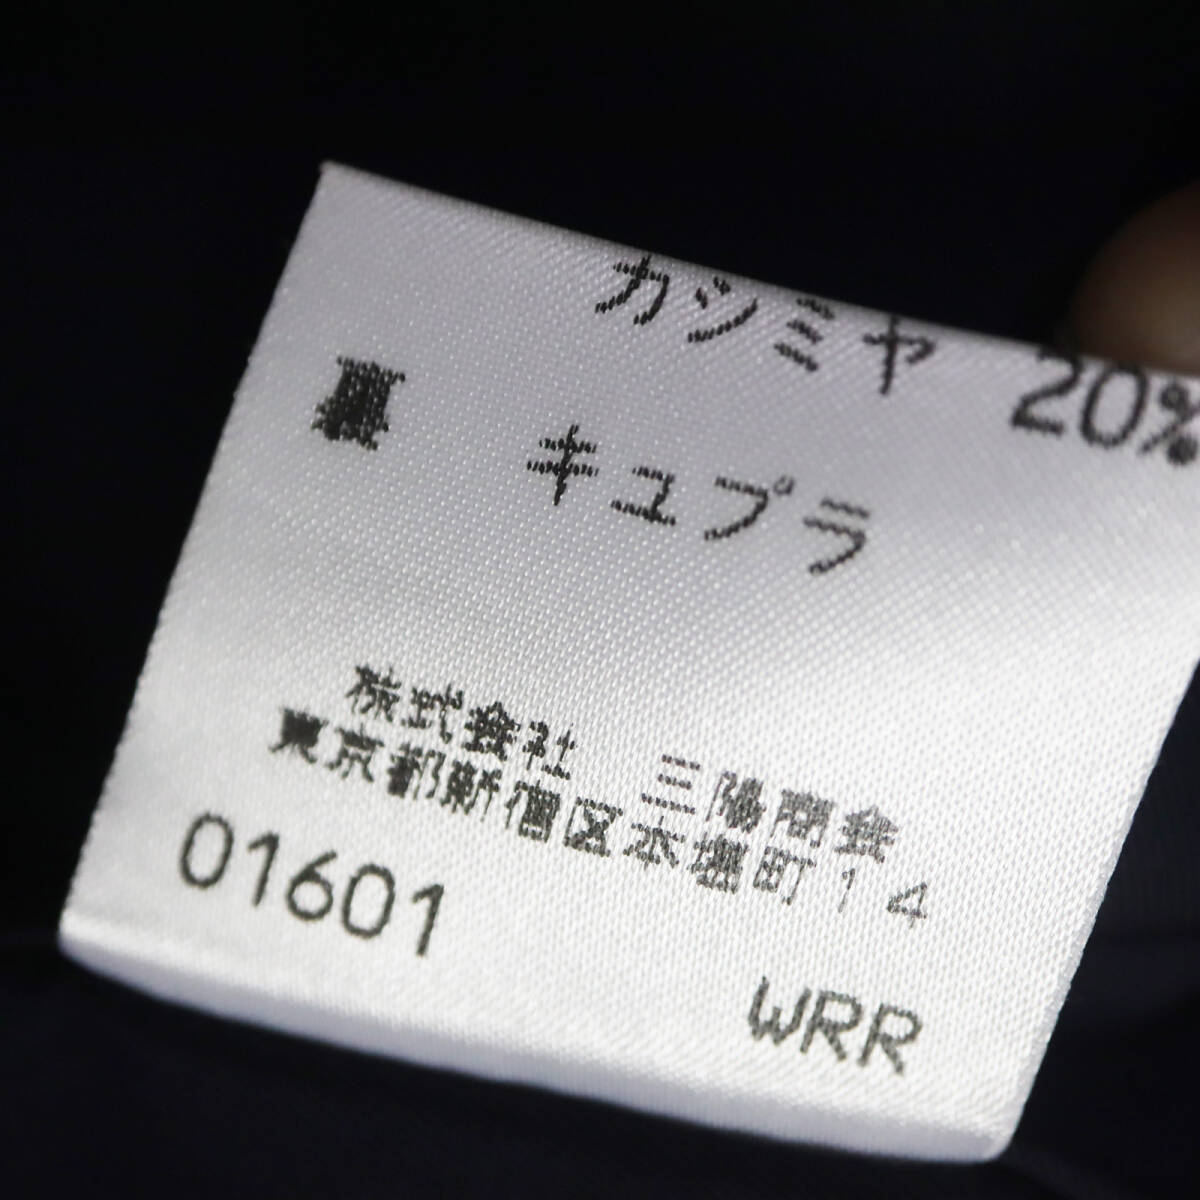 カシミヤ 20%
裏 キュプラ
株式会社 三陽商会
東京都新宿区本塩町14
01601
WRR